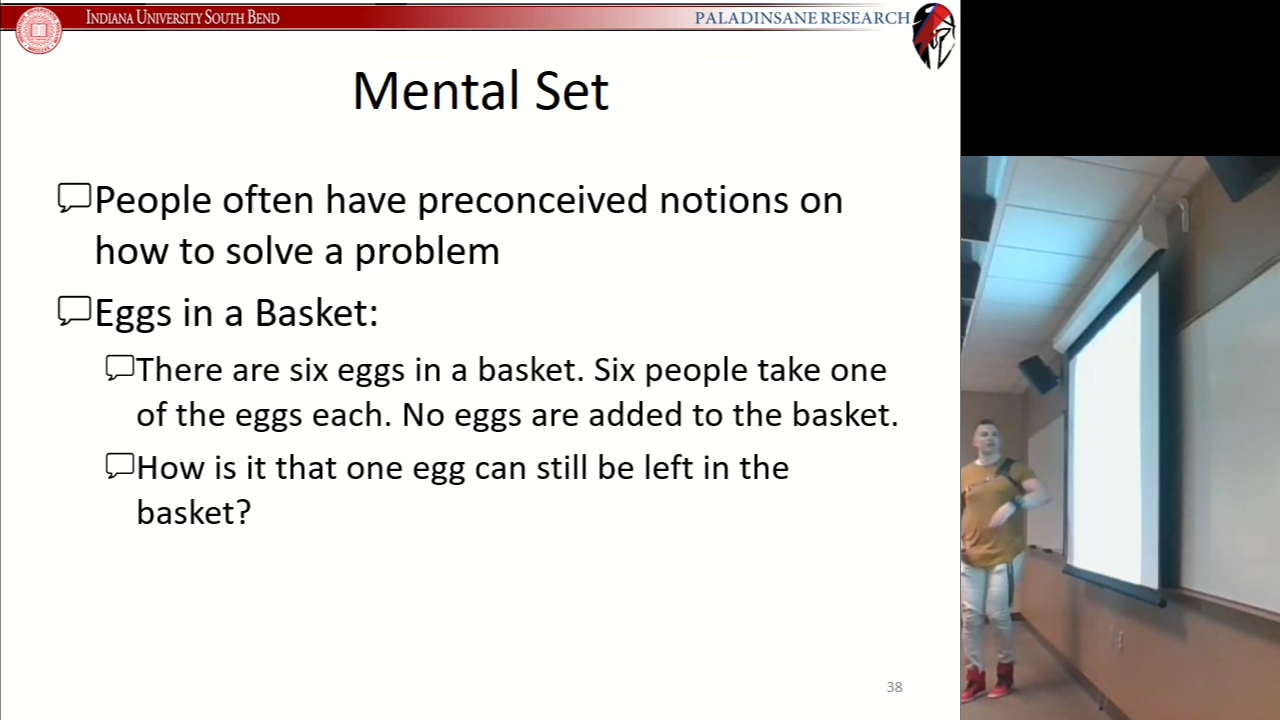 INDIANA UNIVERSITY SOUTH BEND
PALADINSANE RESEARCH
Mental Set
People often have preconceived notions on
how to solve a problem
Eggs in a Basket:
There are six eggs in a basket. Six people take one
of the eggs each. No eggs are added to the basket.
How is it that one egg can still be left in the
basket?
38